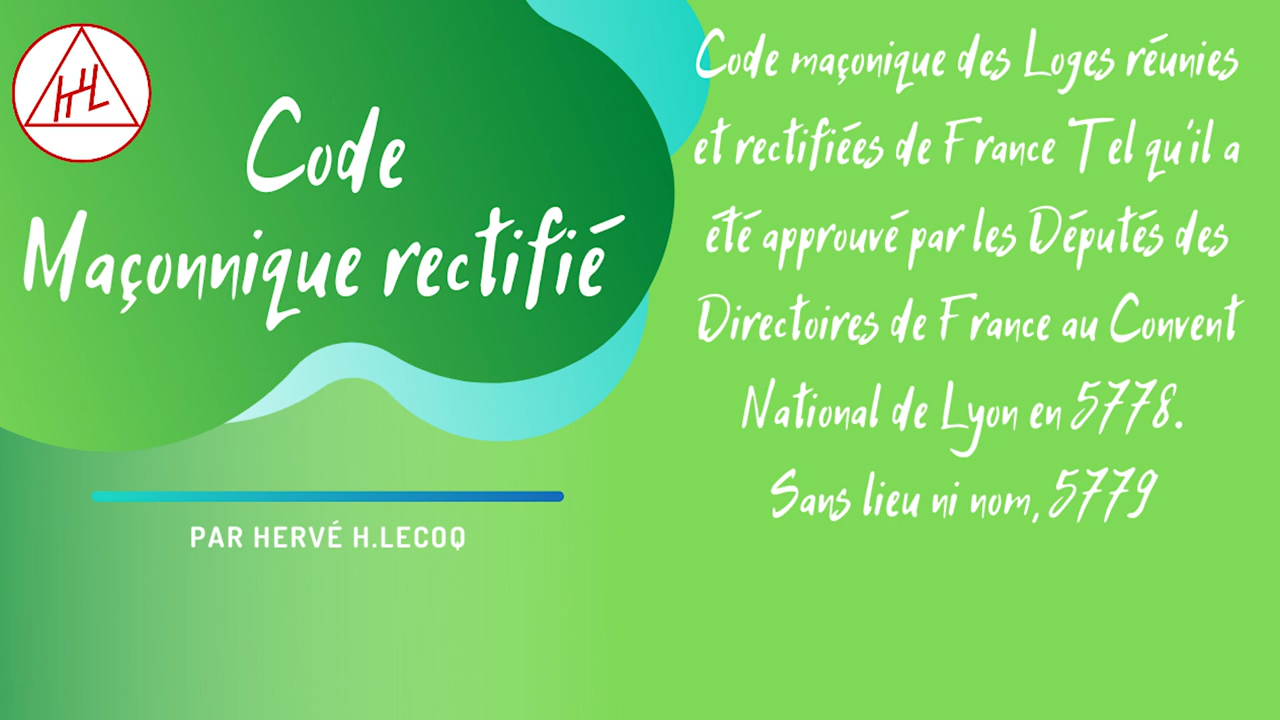 HHL
Code
Maçonnique rectifié
PAR HERVÉ H.LECOQ
Code maçonique des Loges réunies
et rectifiées de France Tel qu'il a
été approuvé par les Députés des
Directoires de France au Convent
National de Lyon en 5778.
Sans lieu ni nom, 5779